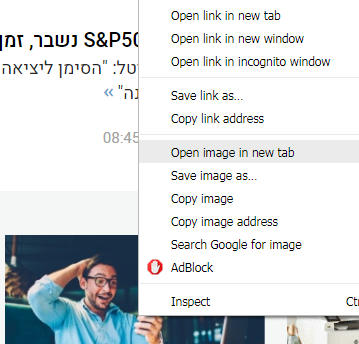 S&P50 נשבר, זמן
יטל: "הסימן ליציאה
נה" »
08:45
Open link in new tab
Open link in new window
Open link in incognito window
Save link as...
Copy link address
Open image in new tab
Save image as...
Copy image
Copy image address
Search Google for image
AdBlock
Inspect
Ct